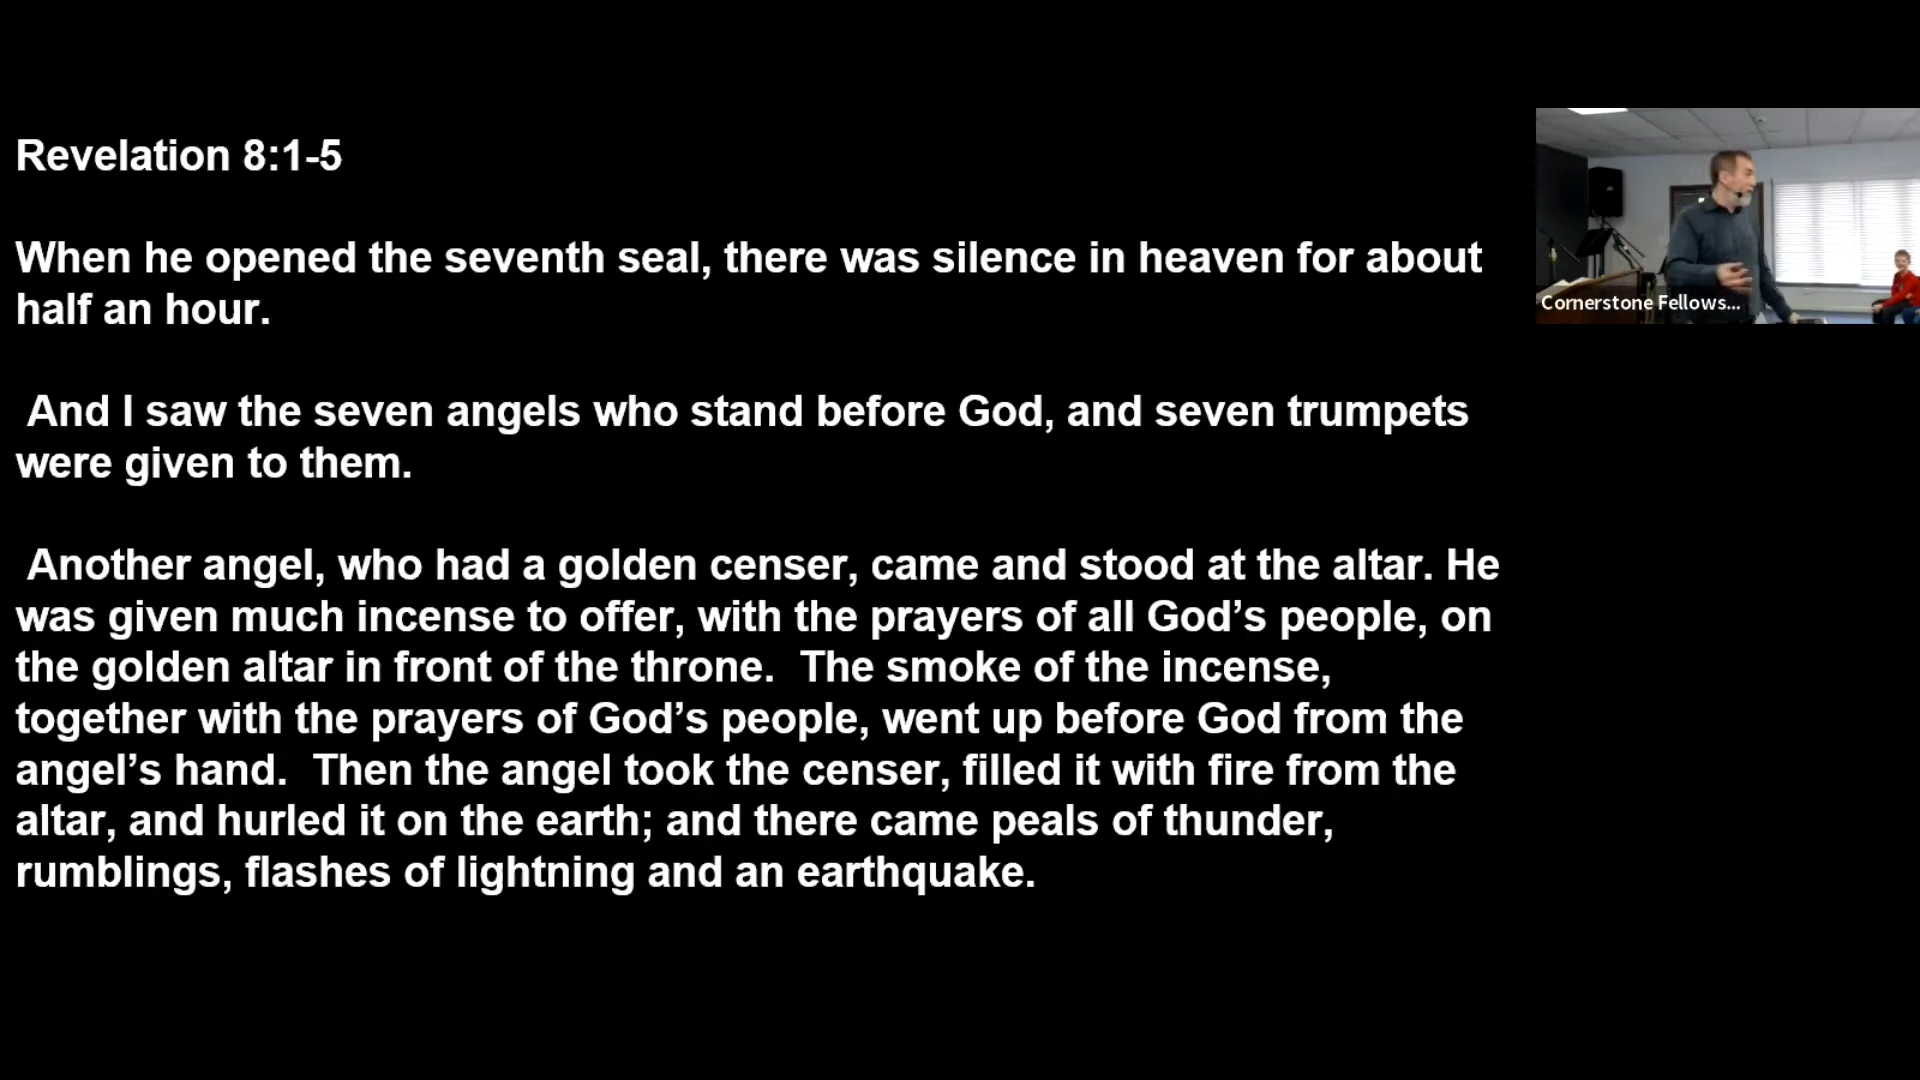 Revelation 8:1-5
When he opened the seventh seal, there was silence in heaven for about
half an hour.
And I saw the seven angels who stand before God, and seven trumpets
were given to them.
Another angel, who had a golden censer, came and stood at the altar. He
was given much incense to offer, with the prayers of all God’s people, on
the golden altar in front of the throne.  The smoke of the incense,
together with the prayers of God’s people, went up before God from the
angel’s hand.  Then the angel took the censer, filled it with fire from the
altar, and hurled it on the earth; and there came peals of thunder,
rumblings, flashes of lightning and an earthquake.
Cornerstone Fellows...